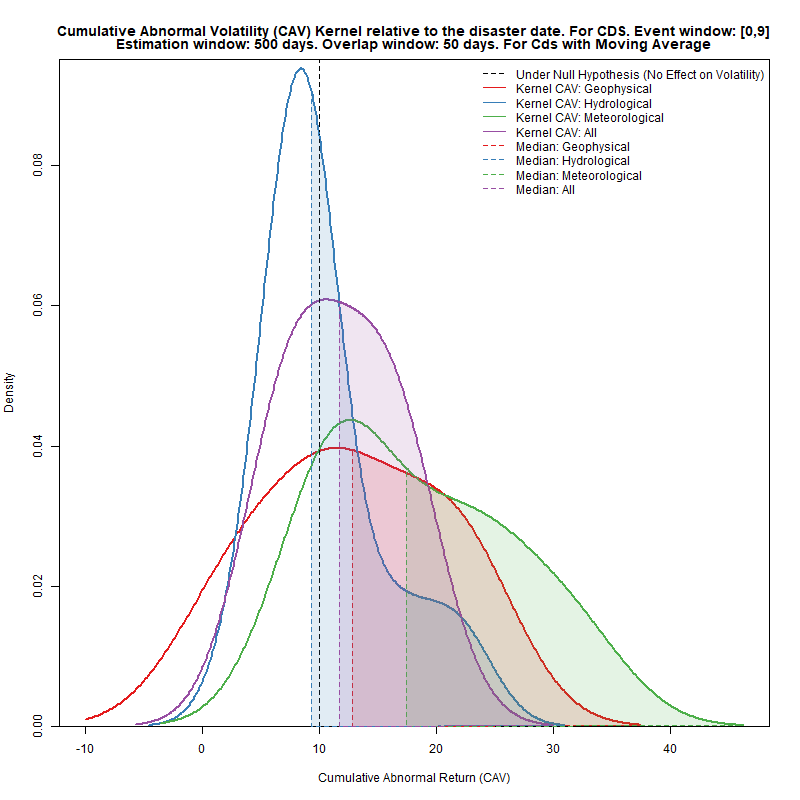 Cumulative Abnormal Volatility (CAV) Kernel relative to the disaster date. For CDS. Event window: [0,9]
Estimation window: 500 days. Overlap window: 50 days. For Cds with Moving Average
Under Null Hypothesis (No Effect on Volatility)
Kernel CAV: Geophysical
Kernel CAV: Hydrological
Kernel CAV: Meteorological
Kernel CAV: All
Median: Geophysical
Median: Hydrological
Median: Meteorological
Median: All
Density
0.08
0.06
0.04
0.02
0.00
-10 0 10 20 30 40
Cumulative Abnormal Return (CAV)